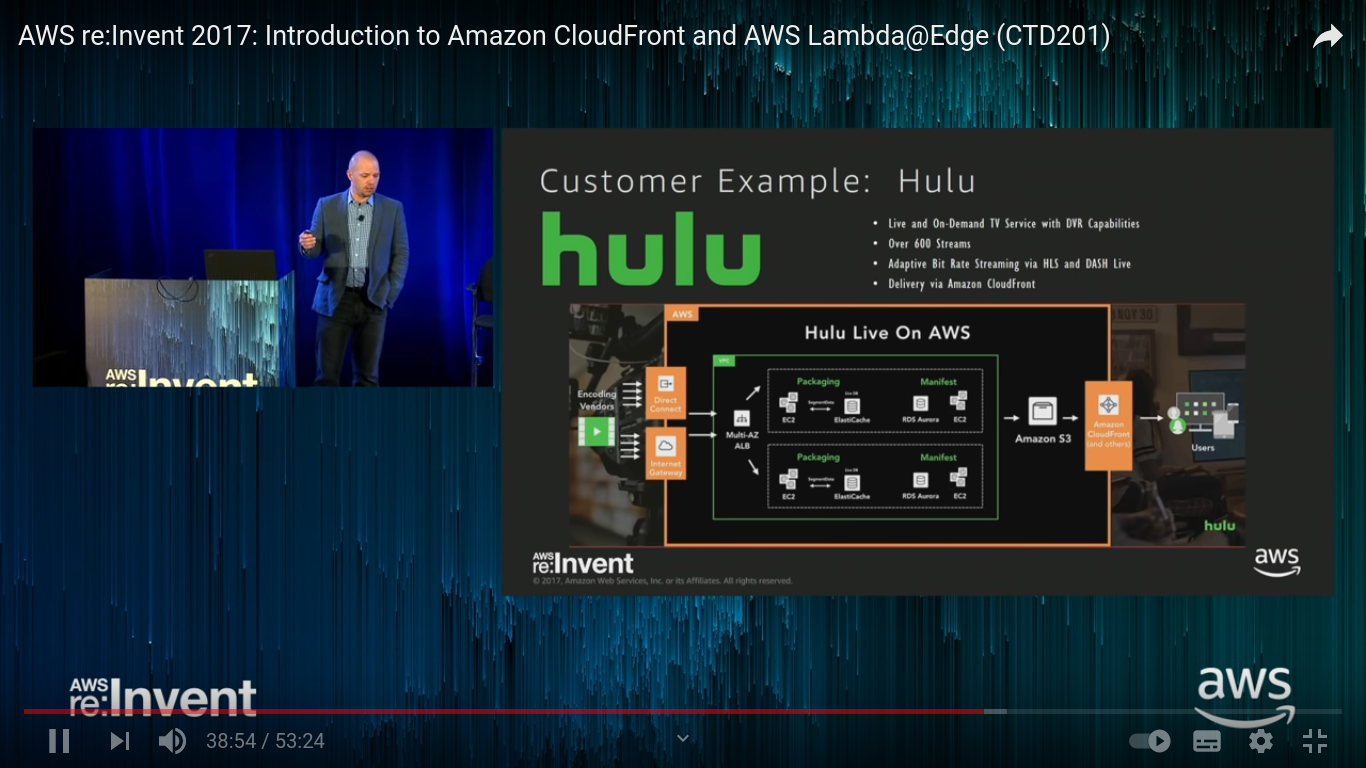 AWS re:Invent 2017: Introduction to Amazon CloudFront and AWS Lambda@Edge (CTD201)
AWS
re:Invent
Customer Example: Hulu
hulu
• Live and On-Demand TV Service with DVR Capabilities
• Over 600 Streams
• Adaptive Bit Rate Streaming via HLS and DASH Live
• Delivery via Amazon CloudFront
AWS
Hulu Live On AWS
NOV 30
VPC
Encoding
Vendors
Direct
Connect
Internet
Gateway
Multi-AZ
ALB
Packaging
Manifest
SegmentData
Live DB
EC2
ElastiCache
RDS Aurora
EC2
Packaging
Manifest
SegmentData
Live DB
EC2
ElastiCache
RDS Aurora
EC2
Amazon S3
Amazon
CloudFront
(and others)
Users
hulu
AWS
re:Invent
© 2017, Amazon Web Services, Inc. or its Affiliates. All rights reserved.
aws
AWS
re:Invent
aws
38:54 / 53:24